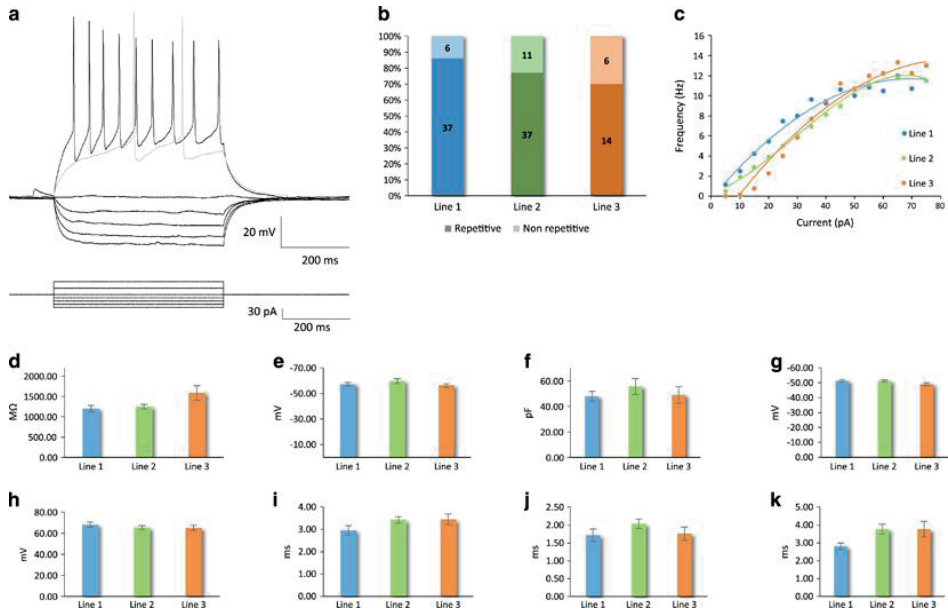 a
20 mV
200 ms
30 pA
200 ms
b
100%
90%
80%
70%
60%
50%
40%
30%
20%
10%
0%
6
37
11
37
6
14
Line 1
Line 2
Line 3
Repetitive
Non repetitive
c
Frequency (Hz)
16
14
12
10
8
6
4
2
0
0
10
20
30
40
50
60
70
80
Current (pA)
Line 1
Line 2
Line 3
d
MΩ
2000.00
1500.00
1000.00
500.00
0.00
Line 1
Line 2
Line 3
e
mV
-70.00
-50.00
-30.00
-10.00
Line 1
Line 2
Line 3
f
pF
60.00
40.00
20.00
0.00
Line 1
Line 2
Line 3
g
mV
-60.00
-50.00
-40.00
-30.00
-20.00
-10.00
0.00
Line 1
Line 2
Line 3
h
mV
80.00
60.00
40.00
20.00
0.00
Line 1
Line 2
Line 3
i
ms
4.00
3.00
2.00
1.00
0.00
Line 1
Line 2
Line 3
j
ms
2.50
2.00
1.50
1.00
0.50
0.00
Line 1
Line 2
Line 3
k
ms
5.00
4.00
3.00
2.00
1.00
0.00
Line 1
Line 2
Line 3